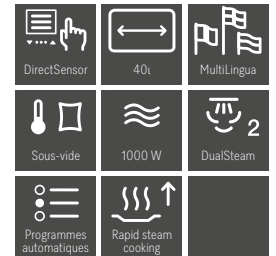 DirectSensor
40l
MultiLingua
2
Sous-vide
1000 W
DualSteam
Programmes
automatiques
Rapid steam
cooking